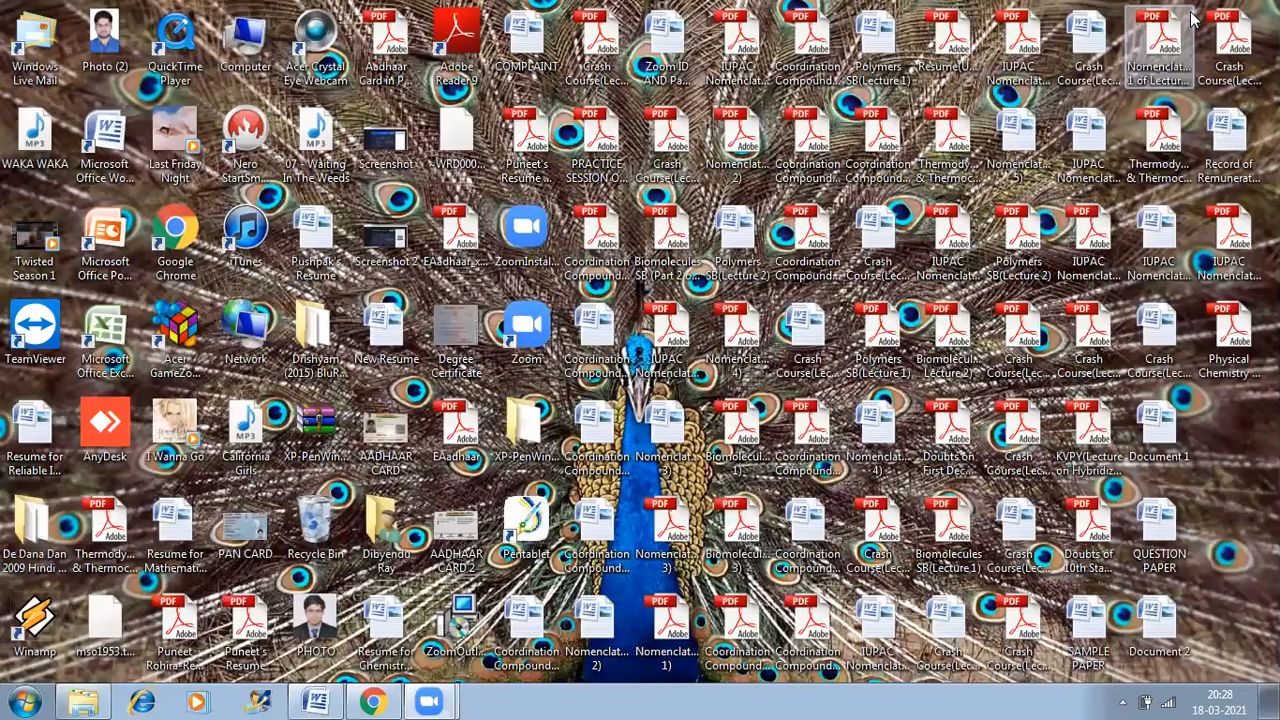 Windows Live Mail
Photo (2)
QuickTime Player
Computer
Acer Crystal Eye Webcam
Aadhaar Card in P...
Adobe Reader 9
COMPLAINT
Crash Course(Lec...
Zoom ID AND Pa...
IUPAC Nomenclat...
Coordination Compound...
Polymers SB(Lecture 1)
Resume(U...
IUPAC Nomenclat...
Crash Course(Lec...
Nomenclat... 1 of Lectur...
Crash Course(Lec...
WAKA WAKA
Microsoft Office Wo...
Last Friday Night
Nero StartSm...
07 - Waiting In The Weeds
Screenshot
~WRD000...
Puneet's Resume w...
PRACTICE SESSION O...
Crash Course(Lec...
Nomenclat... 2)
Coordination Compound...
Coordination Compound...
Thermody... & Thermoc...
Nomenclat... 5)
IUPAC Nomenclat...
Thermody... & Thermoc...
Record of Remunerat...
Twisted Season 1
Microsoft Office Po...
Google Chrome
iTunes
Pushpak's Resume
Screenshot 2
EAadhaar_x...
ZoomInstal...
Coordination Compound...
Biomolecules SB (Part 2 o...
Polymers SB(Lecture 2)
Coordination Compound...
Crash Course(Lec...
IUPAC Nomenclat...
Polymers SB(Lecture 2)
IUPAC Nomenclat...
IUPAC Nomenclat...
IUPAC Nomenclat...
TeamViewer
Microsoft Office Exc...
Acer GameZo...
Network
Drishyam (2015) BluR...
New Resume
Degree Certificate
Zoom
Coordination Compound...
IUPAC Nomenclat...
Nomenclat... 4)
Crash Course(Lec...
Polymers SB(Lecture 1)
Biomolecul... Lecture 2)
Crash Course(Lec...
Crash Course(Lec...
Crash Course(Lec...
Physical Chemistry ...
Resume for Reliable I...
AnyDesk
I Wanna Go
California Girls
XP-PenWin...
AADHAAR CARD
EAadhaar
XP-PenWin...
Coordination Compound...
Nomenclat... 3)
Biomolecul... 1)
Coordination Compound...
Nomenclat... 4)
Doubts on First Dec...
Crash Course(Lec...
KVPY(Lecture on Hybridiz...
Document 1
De Dana Dan 2009 Hindi ...
Thermody... & Thermoc...
Resume for Mathemati...
PAN CARD
Recycle Bin
Dibyendu Ray
AADHAAR CARD 2
Pentablet
Coordination Compound...
Nomenclat... 3)
Biomolecul... 3)
Coordination Compound...
Crash Course(Lec...
Biomolecules SB(Lecture 1)
Crash Course(Lec...
Doubts of 10th Sta...
QUESTION PAPER
Winamp
mso1953.t...
Puneet Rohira-Re...
Puneet's Resume
PHOTO
Resume for Chemistr...
ZoomOutl...
Coordination Compound...
Nomenclat... 2)
Nomenclat... 1)
Coordination Compound...
Coordination Compound...
IUPAC Nomenclat...
Crash Course(Lec...
Crash Course(Lec...
SAMPLE PAPER
Document 2
20:28
18-03-2021